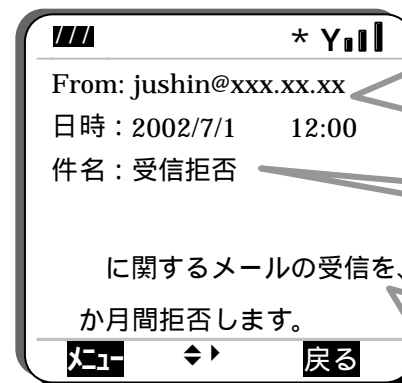 From: jushin@xxx.xx.xx
日時：2002/7/1 12:00
件名：受信拒否
に関するメールの受信を、
か月間拒否します。
ﾒﾆｭｰ 戻る